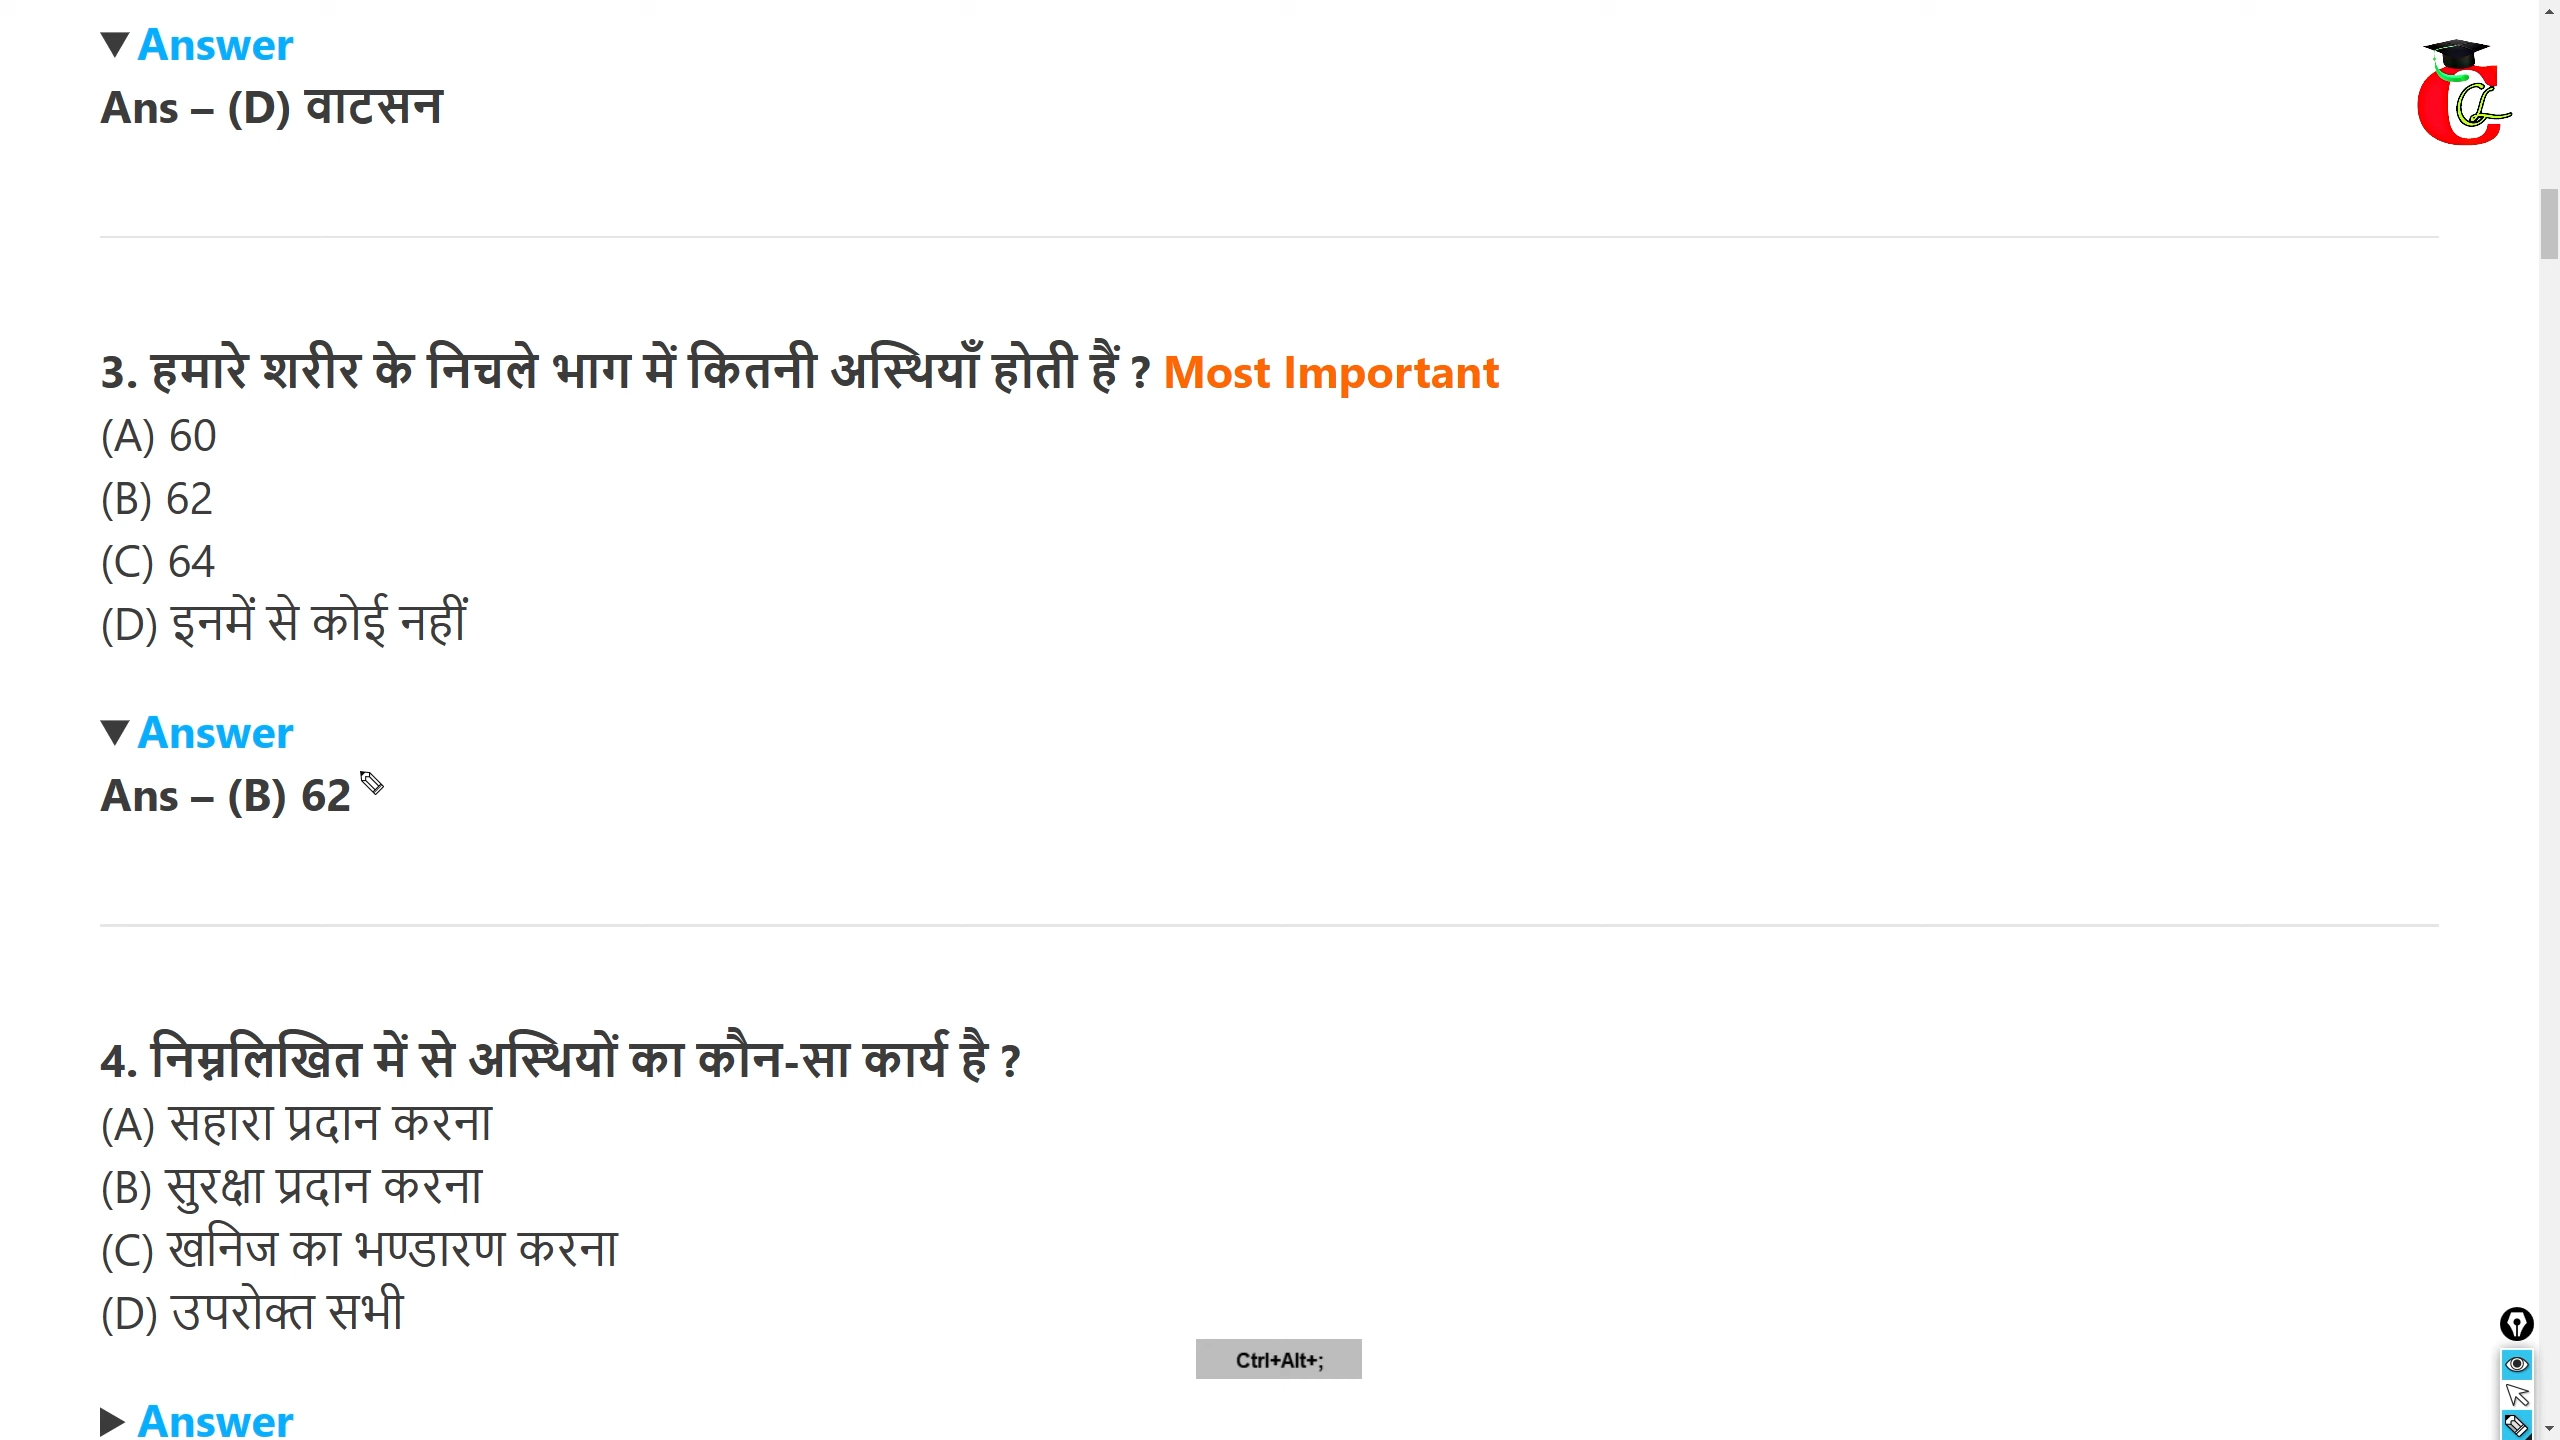 ▼ Answer
Ans – (D) वाटसन
3. हमारे शरीर के निचले भाग में कितनी अस्थियाँ होती हैं ? Most Important
(A) 60
(B) 62
(C) 64
(D) इनमें से कोई नहीं
▼ Answer
Ans – (B) 62
4. निम्नलिखित में से अस्थियों का कौन-सा कार्य है ?
(A) सहारा प्रदान करना
(B) सुरक्षा प्रदान करना
(C) खनिज का भण्डारण करना
(D) उपरोक्त सभी
Ctrl+Alt+;
▶ Answer